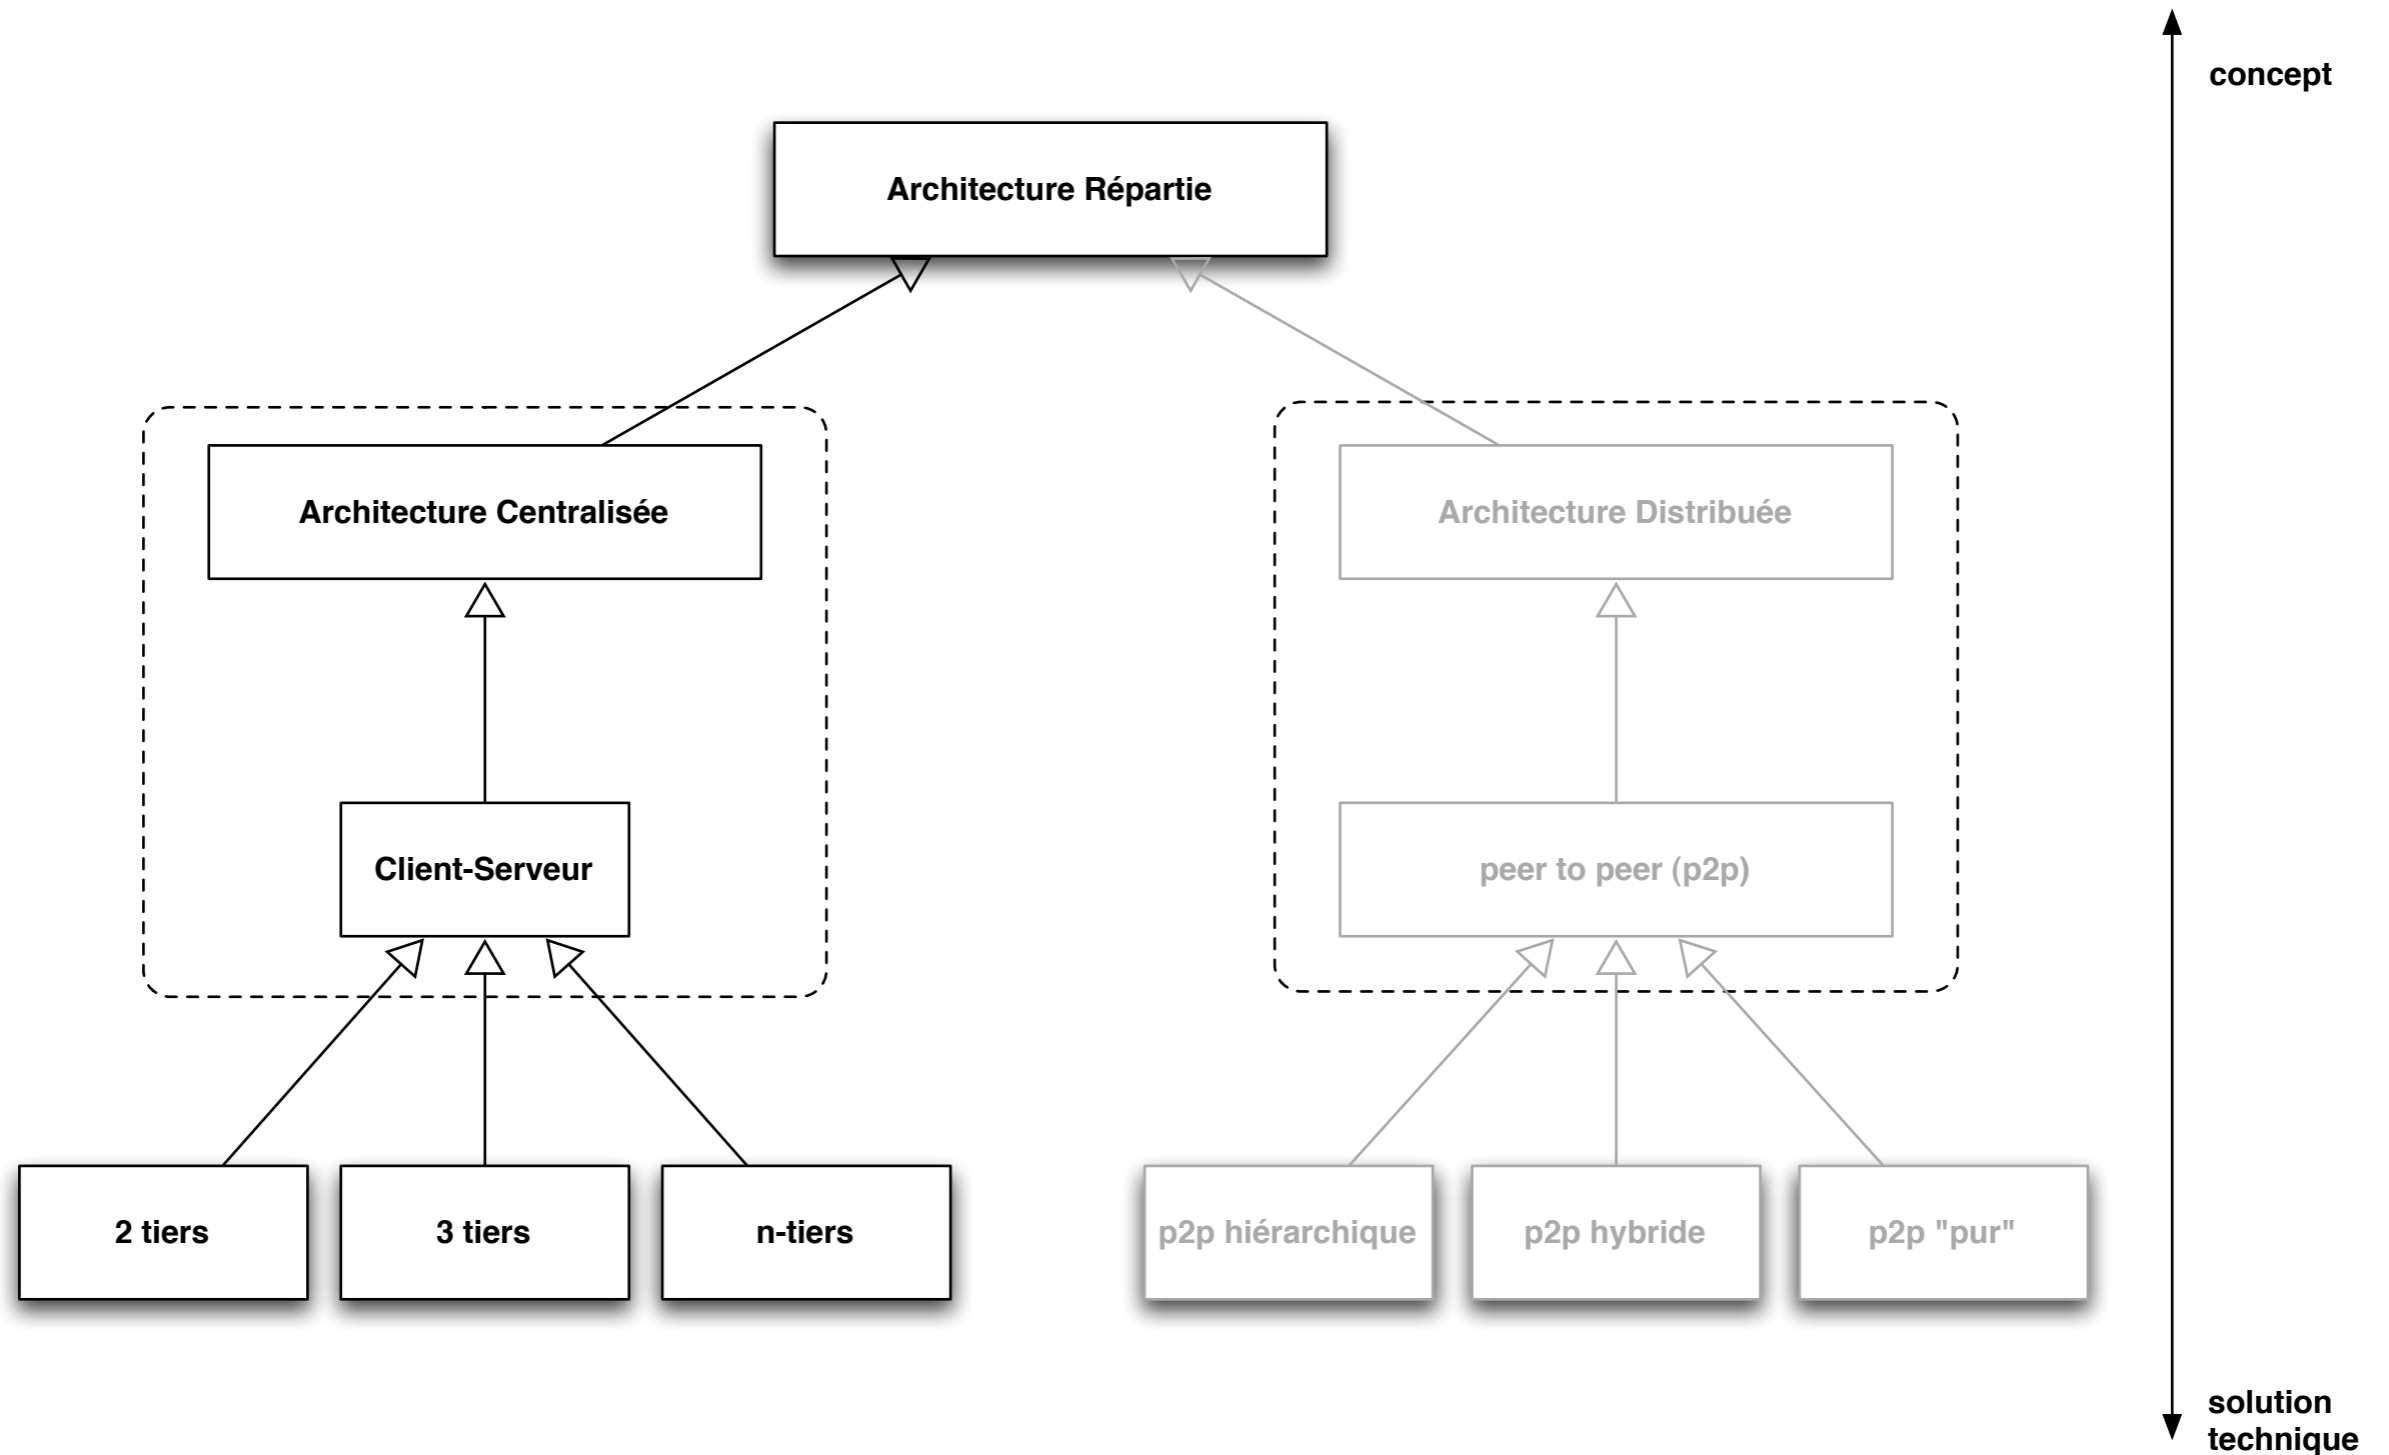 concept
Architecture Répartie
Architecture Centralisée
Architecture Distribuée
Client-Serveur
peer to peer (p2p)
2 tiers
3 tiers
n-tiers
p2p hiérarchique
p2p hybride
p2p "pur"
solution
technique